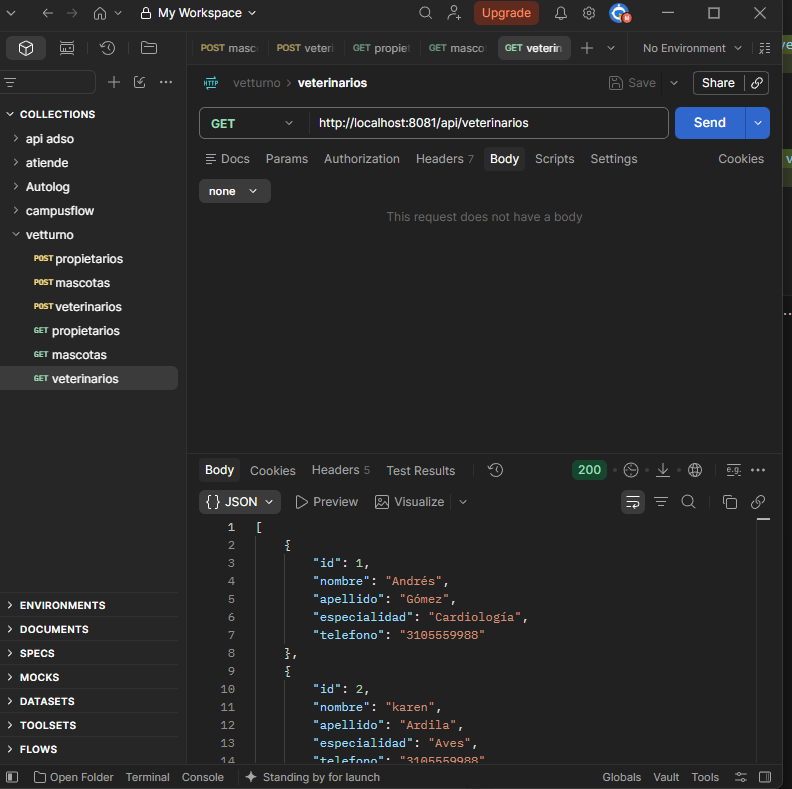 My Workspace
Upgrade
POST masc
POST veteri
GET propiet
GET masco
GET veterin
No Environment
HTTP vetturno > veterinarios
Save
Share
COLLECTIONS
api adso
atiende
Autolog
campusflow
vetturno
POST propietarios
POST mascotas
POST veterinarios
GET propietarios
GET mascotas
GET veterinarios
ENVIRONMENTS
DOCUMENTS
SPECS
MOCKS
DATASETS
TOOLSETS
FLOWS
GET http://localhost:8081/api/veterinarios Send
Docs Params Authorization Headers 7 Body Scripts Settings Cookies
none
This request does not have a body
Body Cookies Headers 5 Test Results 200 e.g.
{} JSON Preview Visualize
1 [
2 {
3 "id": 1,
4 "nombre": "Andrés",
5 "apellido": "Gómez",
6 "especialidad": "Cardiología",
7 "telefono": "3105559988"
8 },
9 {
10 "id": 2,
11 "nombre": "karen",
12 "apellido": "Ardila",
13 "especialidad": "Aves",
14 "telefono": "3105559988"
Open Folder Terminal Console Standing by for launch Globals Vault Tools